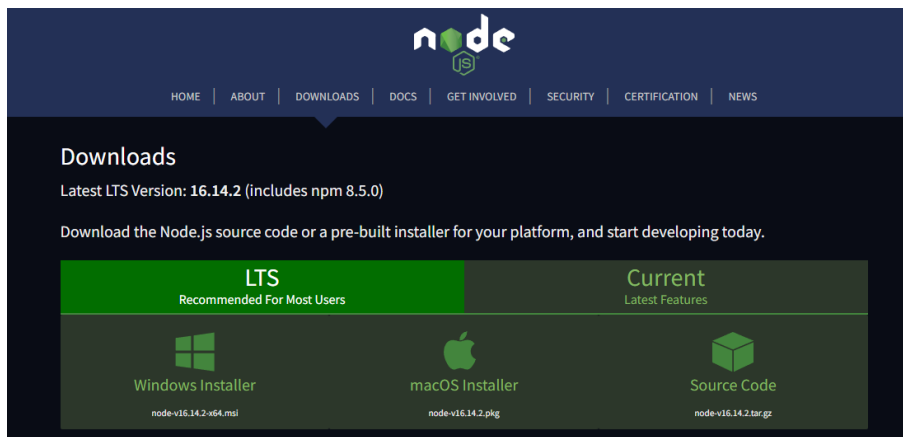 node
JS
HOME | ABOUT | DOWNLOADS | DOCS | GET INVOLVED | SECURITY | CERTIFICATION | NEWS
Downloads
Latest LTS Version: 16.14.2 (includes npm 8.5.0)
Download the Node.js source code or a pre-built installer for your platform, and start developing today.
LTS Current
Recommended For Most Users Latest Features
Windows Installer macOS Installer Source Code
node-v16.14.2-x64.msi node-v16.14.2.pkg node-v16.14.2.tar.gz